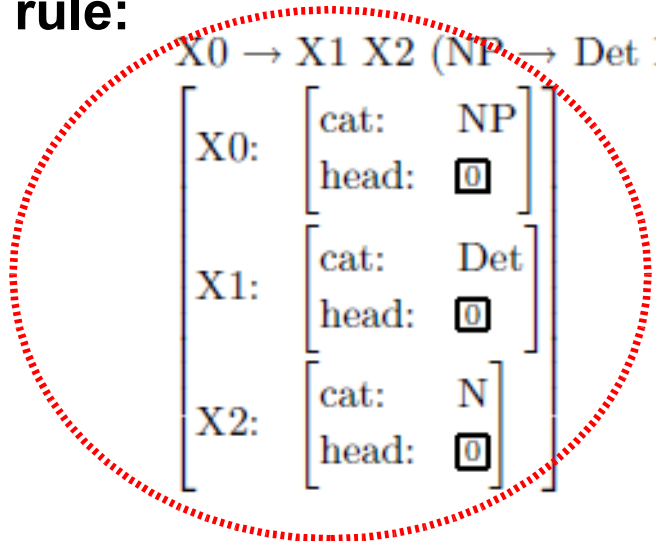 rule:
X0 → X1 X2 (NP → Det
X0: cat: NP
head: 0
X1: cat: Det
head: 0
X2: cat: N
head: 0